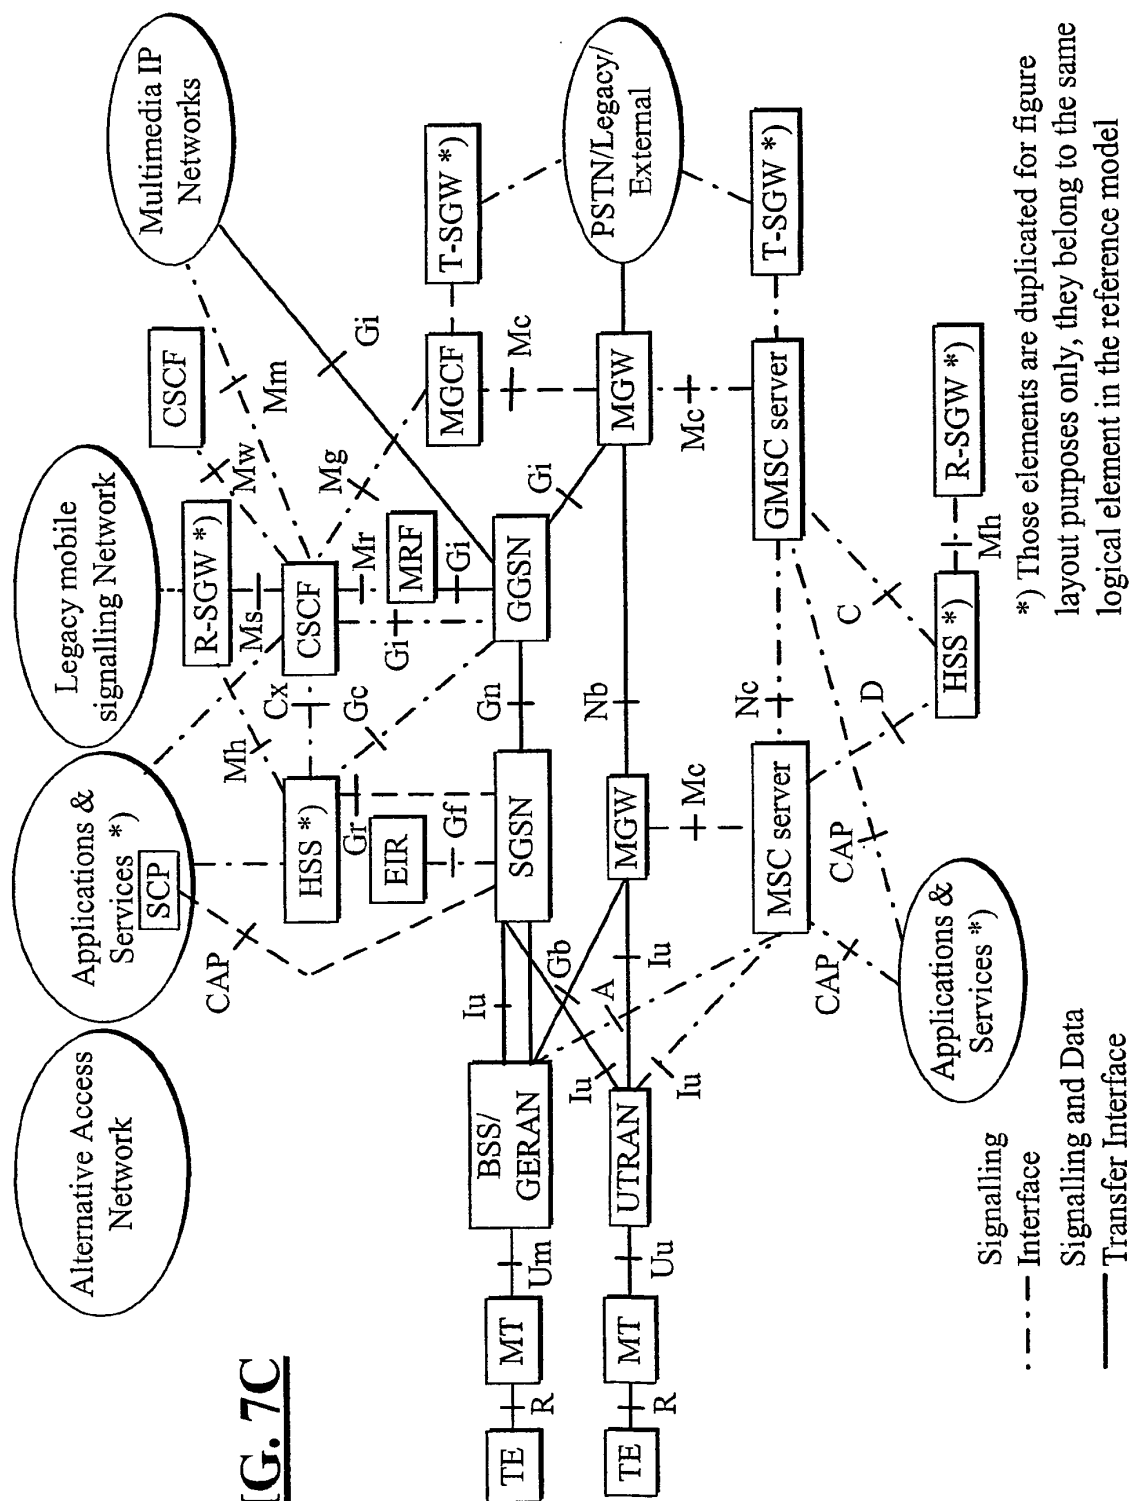 Alternative Access
Network
Applications &
Services *)
SCP
Legacy mobile
signalling Network
Multimedia IP
Networks
CAP
Mh
R-SGW *)
Ms
Mw
CSCF
Mm
Gi
HSS *)
Cx
Gc
CSCF
Mr
Mg
Gr
EIR
Gf
Gi
MRF
Gi
MGCF
T-SGW *)
Mc
TE
R
MT
Um
BSS/
GERAN
Iu
SGSN
Gn
GGSN
Gi
Gb
A
Iu
TE
R
MT
Uu
UTRAN
Iu
Iu
MGW
Nb
MGW
PSTN/Legacy/
External
Mc
Mc
MSC server
Nc
GMSC server
T-SGW *)
CAP
CAP
D
C
Applications &
Services *)
HSS *)
Mh
R-SGW *)
Signalling
Interface
Signalling and Data
Transfer Interface
*) Those elements are duplicated for figure
layout purposes only, they belong to the same
logical element in the reference model
IG. 7C